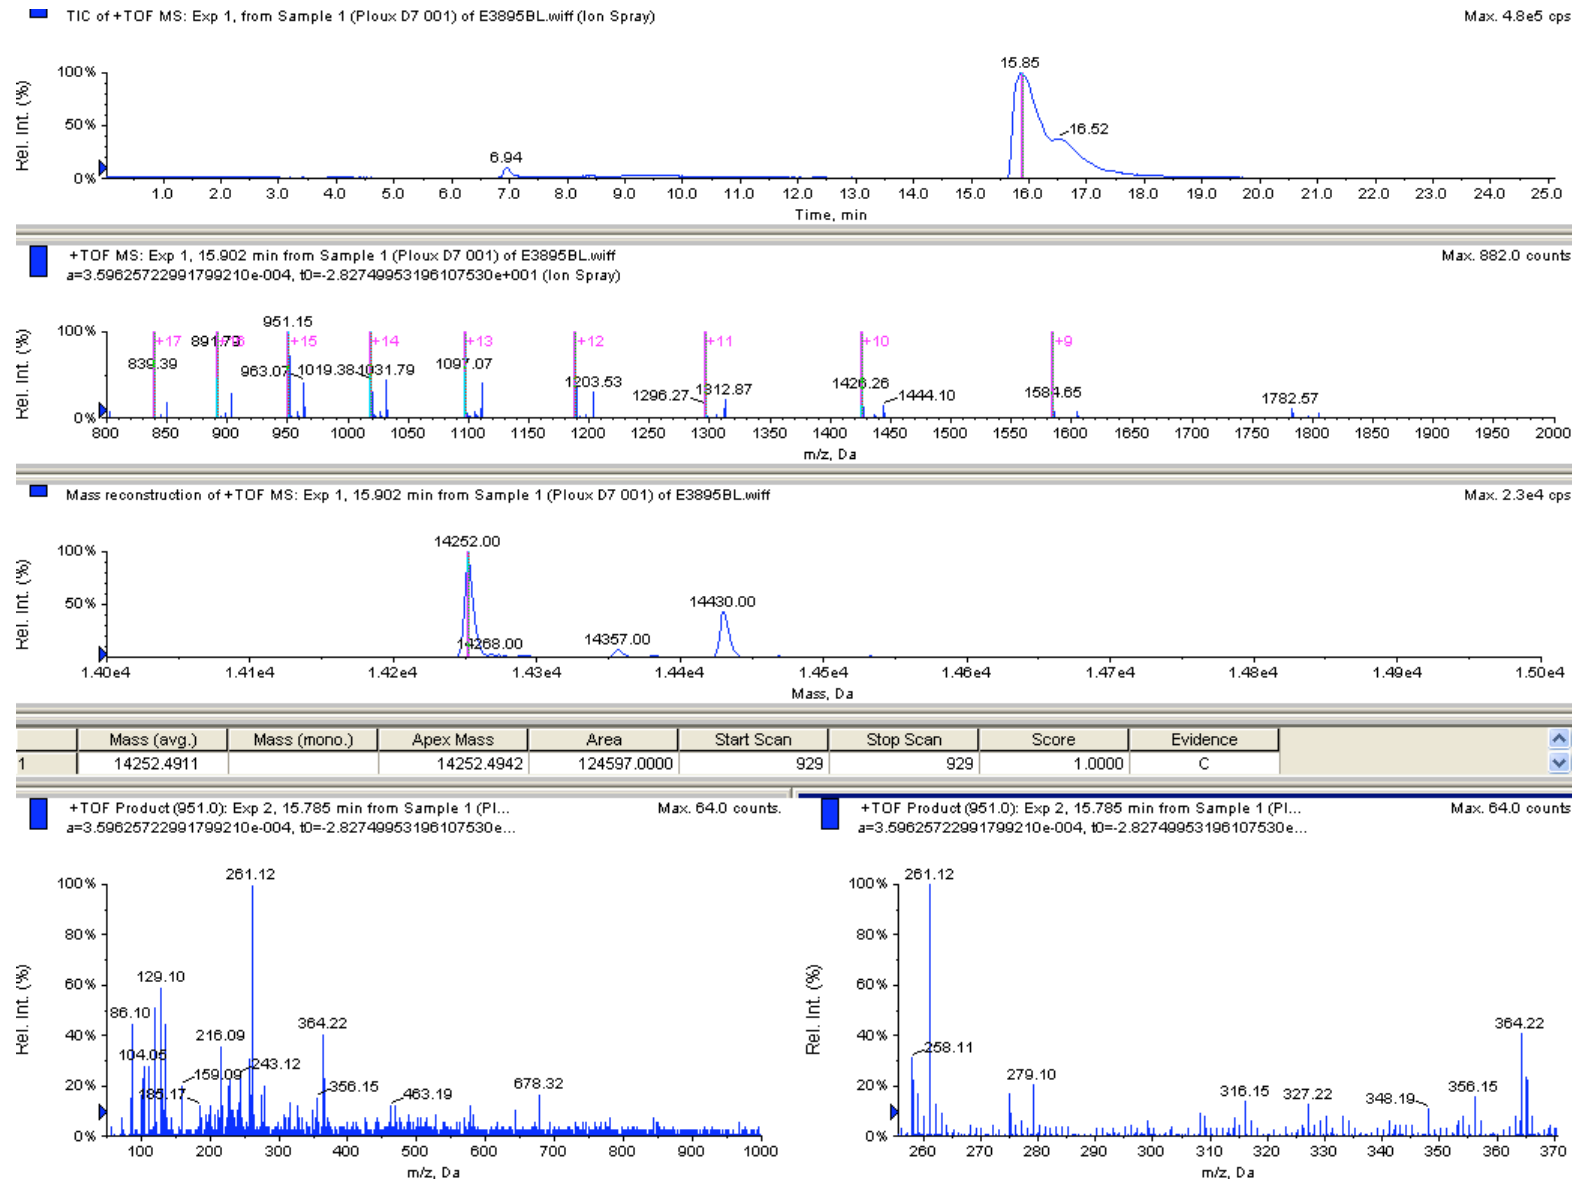 TIC of +TOF MS: Exp 1, from Sample 1 (Ploux D7 001) of E3895BL.wiff (Ion Spray) Max. 4.8e5 cps
Rel. Int. (%)
100%
50%
0%
6.94
15.85
16.52
1.0 2.0 3.0 4.0 5.0 6.0 7.0 8.0 9.0 10.0 11.0 12.0 13.0 14.0 15.0 16.0 17.0 18.0 19.0 20.0 21.0 22.0 23.0 24.0 25.0
Time, min
+TOF MS: Exp 1, 15.902 min from Sample 1 (Ploux D7 001) of E3895BL.wiff Max. 882.0 counts
a=3.59625722991799210e-004, t0=-2.82749953196107530e+001 (Ion Spray)
Rel. Int. (%)
100%
50%
0%
951.15
+17 891.79 +15 +14 +13 +12 +11 +10 +9
839.39 963.07 1019.38 1031.79 1097.07 1203.53 1296.27 1312.87 1426.26 1444.10 1584.65 1782.57
800 850 900 950 1000 1050 1100 1150 1200 1250 1300 1350 1400 1450 1500 1550 1600 1650 1700 1750 1800 1850 1900 1950 2000
m/z, Da
Mass reconstruction of +TOF MS: Exp 1, 15.902 min from Sample 1 (Ploux D7 001) of E3895BL.wiff Max. 2.3e4 cps
Rel. Int. (%)
100%
50%
14252.00
14268.00
14357.00
14430.00
1.40e4 1.41e4 1.42e4 1.43e4 1.44e4 1.45e4 1.46e4 1.47e4 1.48e4 1.49e4 1.50e4
Mass, Da
Mass (avg.) Mass (mono.) Apex Mass Area Start Scan Stop Scan Score Evidence
1 14252.4911 14252.4942 124597.0000 929 929 1.0000 C
+TOF Product (951.0): Exp 2, 15.785 min from Sample 1 (Pl... Max. 64.0 counts.
a=3.59625722991799210e-004, t0=-2.82749953196107530e...
Rel. Int. (%)
100%
80%
60%
40%
20%
0%
261.12
129.10
86.10
216.09
364.22
104.05
159.09
243.12
185.17
356.15
463.19
678.32
100 200 300 400 500 600 700 800 900 1000
m/z, Da
+TOF Product (951.0): Exp 2, 15.785 min from Sample 1 (Pl... Max. 64.0 counts
a=3.59625722991799210e-004, t0=-2.82749953196107530e...
Rel. Int. (%)
100%
80%
60%
40%
20%
0%
261.12
258.11
279.10
316.15
327.22
348.19
356.15
364.22
260 270 280 290 300 310 320 330 340 350 360 370
m/z, Da